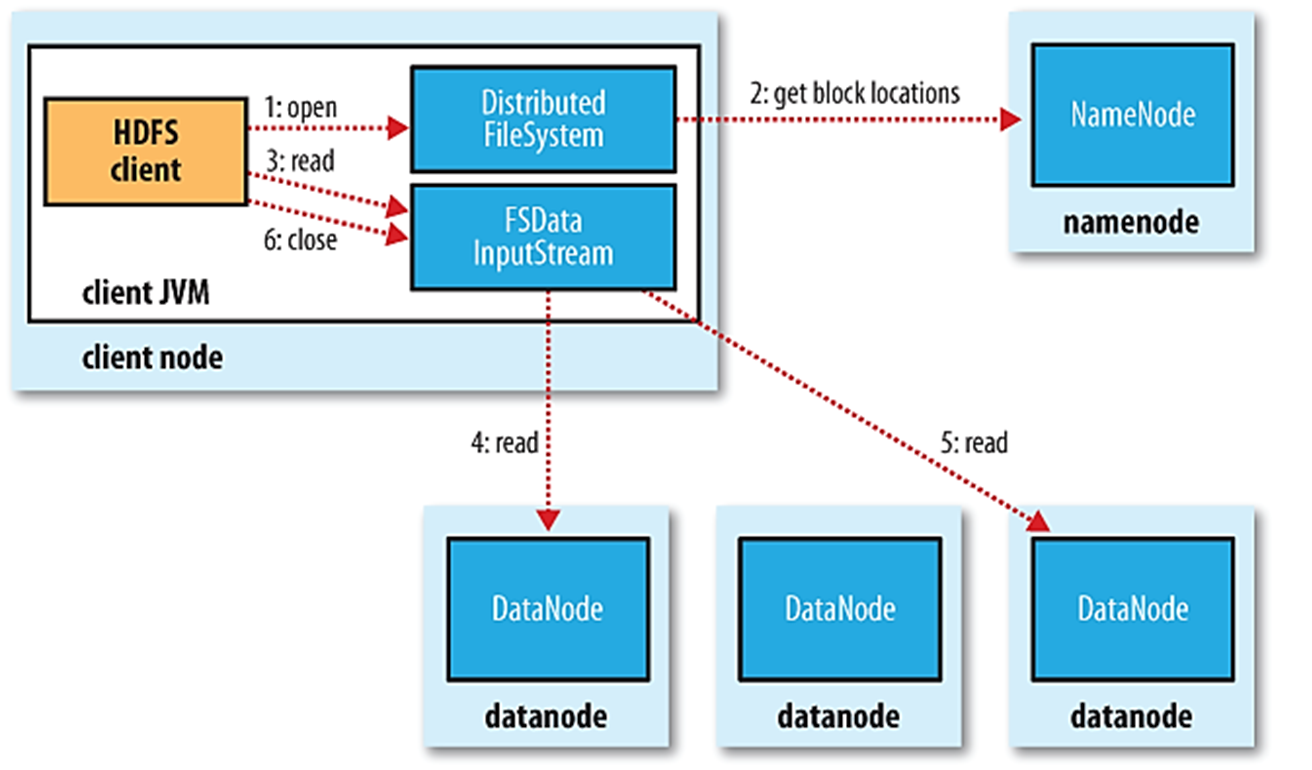 HDFS
client
1: open
3: read
6: close
Distributed
FileSystem
FSData
InputStream
client JVM
client node
2: get block locations
NameNode
namenode
4: read
5: read
DataNode
datanode
DataNode
datanode
DataNode
datanode